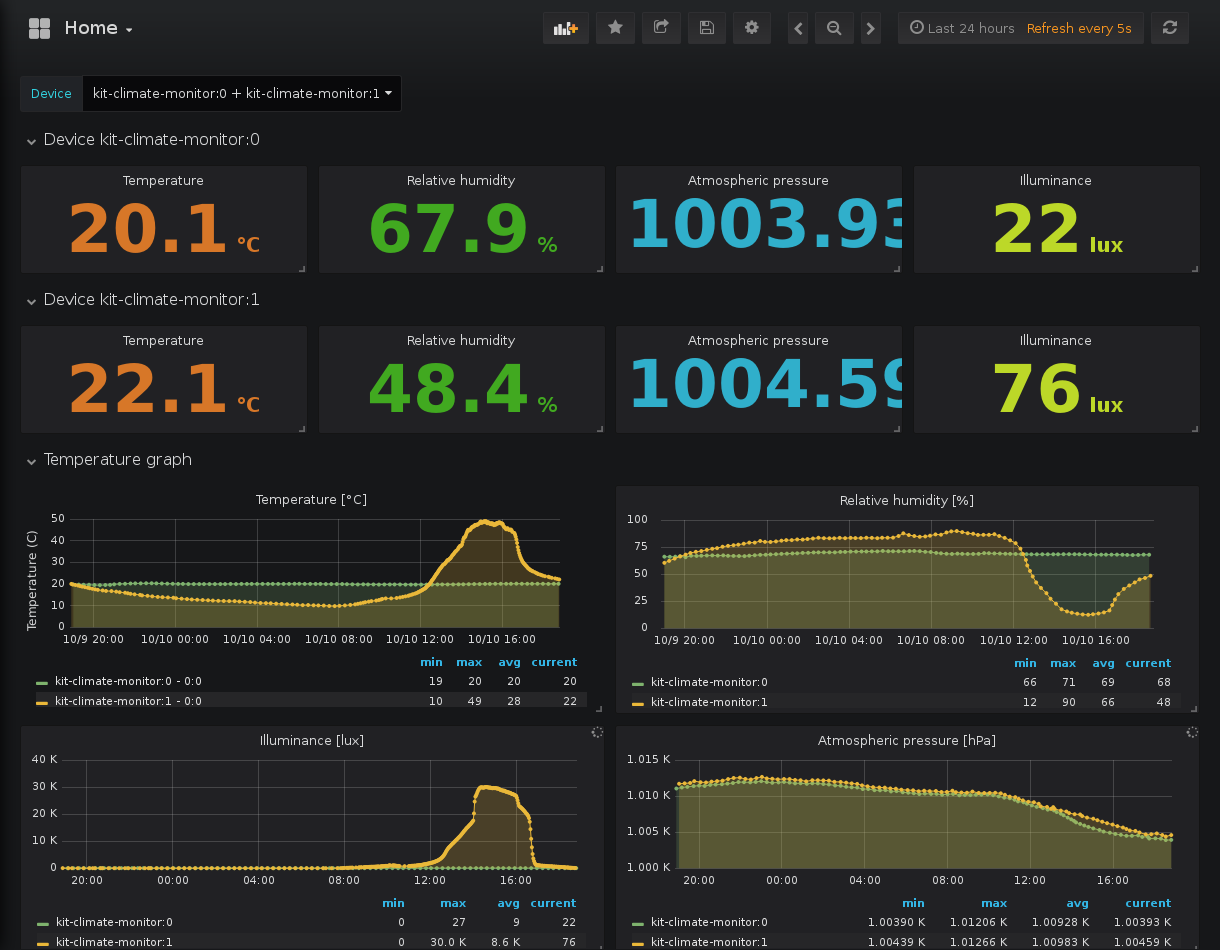 Home
Last 24 hours Refresh every 5s
Device kit-climate-monitor:0 + kit-climate-monitor:1
Device kit-climate-monitor:0
Temperature Relative humidity Atmospheric pressure Illuminance
20.1 °C 67.9 % 1003.93 22 lux
Device kit-climate-monitor:1
Temperature Relative humidity Atmospheric pressure Illuminance
22.1 °C 48.4 % 1004.59 76 lux
Temperature graph
Temperature [°C]
Temperature (C)
50
40
30
20
10
0
10/9 20:00 10/10 00:00 10/10 04:00 10/10 08:00 10/10 12:00 10/10 16:00
min max avg current
kit-climate-monitor:0 - 0:0 19 20 20 20
kit-climate-monitor:1 - 0:0 10 49 28 22
Relative humidity [%]
100
75
50
25
0
10/9 20:00 10/10 00:00 10/10 04:00 10/10 08:00 10/10 12:00 10/10 16:00
min max avg current
kit-climate-monitor:0 66 71 69 68
kit-climate-monitor:1 12 90 66 48
Illuminance [lux]
40 K
30 K
20 K
10 K
0
20:00 00:00 04:00 08:00 12:00 16:00
min max avg current
kit-climate-monitor:0 0 27 9 22
kit-climate-monitor:1 0 30.0 K 8.6 K 76
Atmospheric pressure [hPa]
1.015 K
1.010 K
1.005 K
1.000 K
20:00 00:00 04:00 08:00 12:00 16:00
min max avg current
kit-climate-monitor:0 1.00390 K 1.01206 K 1.00928 K 1.00393 K
kit-climate-monitor:1 1.00439 K 1.01266 K 1.00983 K 1.00459 K